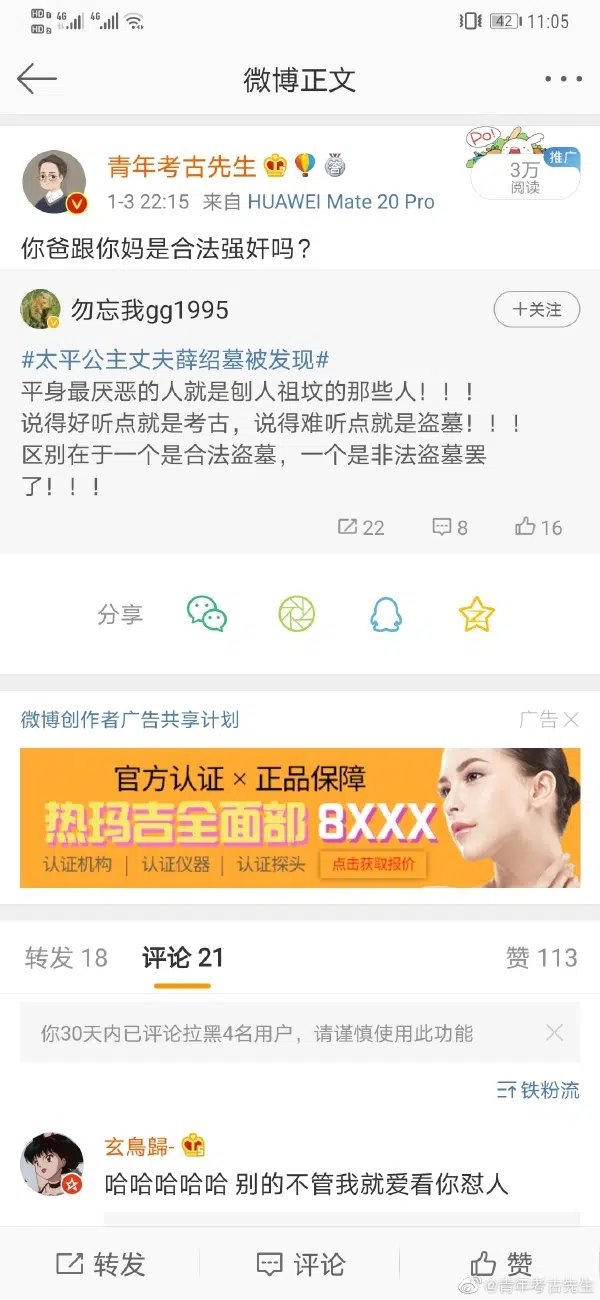 HD 1 4G 4G 42 11:05
HD 2
微博正文
青年考古先生
1-3 22:15 来自 HUAWEI Mate 20 Pro
Do!
推广
3万
阅读
你爸跟你妈是合法强奸吗？
勿忘我gg1995
十关注
#太平公主丈夫薛绍墓被发现#
平身最厌恶的人就是刨人祖坟的那些人！！！
说得好听点就是考古，说得难听点就是盗墓！！！
区别在于一个是合法盗墓，一个是非法盗墓罢
了！！！
22 8 16
分享
微博创作者广告共享计划
广告
官方认证 × 正品保障
热玛吉全面部 8XXX
认证机构 | 认证仪器 | 认证探头 点击获取报价
转发 18 评论 21 赞 113
你30天内已评论拉黑4名用户，请谨慎使用此功能
铁粉流
玄鳥歸-
哈哈哈哈哈 别的不管我就爱看你怼人
转发 评论 赞
@青年考古先生